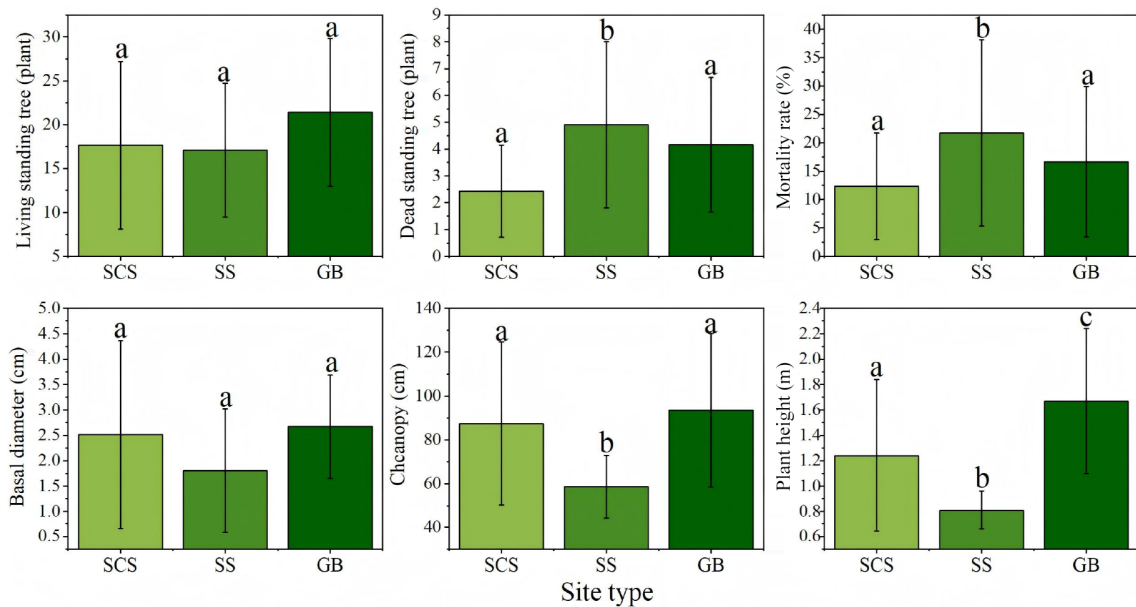 Living standing tree (plant)
30
25
20
15
10
5
a
a
a
SCS
SS
GB
Dead standing tree (plant)
9
8
7
6
5
4
3
2
1
0
a
b
a
SCS
SS
GB
Mortality rate (%)
40
35
30
25
20
15
10
5
0
a
b
a
SCS
SS
GB
Basal diameter (cm)
5.0
4.5
4.0
3.5
3.0
2.5
2.0
1.5
1.0
0.5
a
a
a
SCS
SS
GB
Chcanopy (cm)
140
120
100
80
60
40
a
b
a
SCS
SS
GB
Plant height (m)
2.4
2.2
2.0
1.8
1.6
1.4
1.2
1.0
0.8
0.6
a
b
c
SCS
SS
GB
Site type